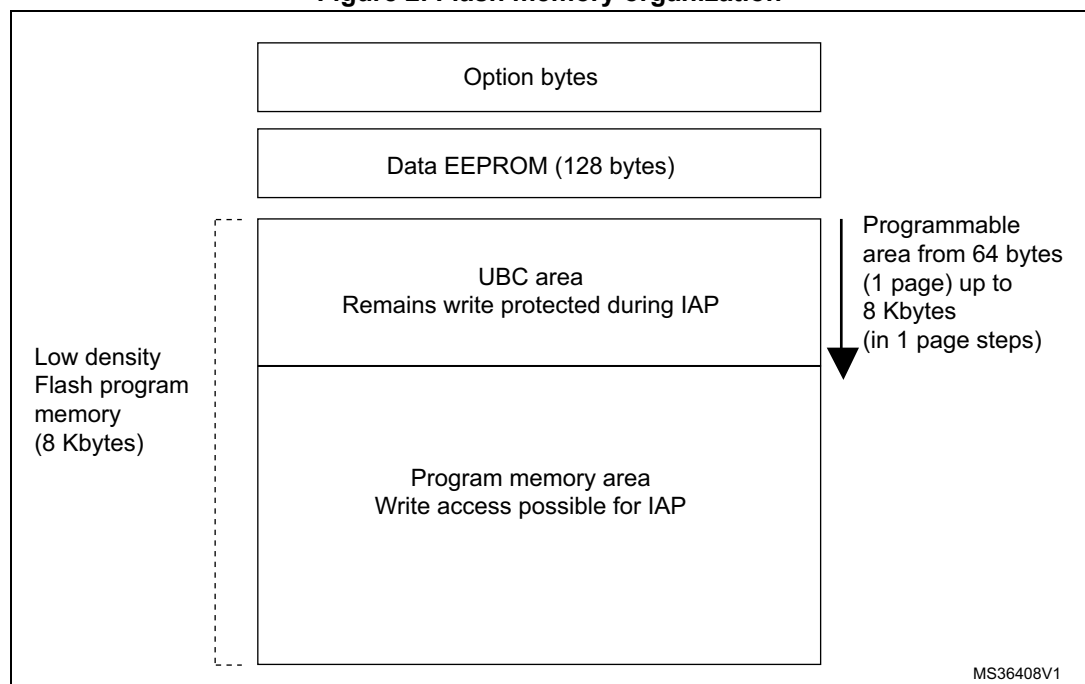 Figure 2. Flash memory organization
Option bytes
Data EEPROM (128 bytes)
UBC area
Remains write protected during IAP
Programmable
area from 64 bytes
(1 page) up to
8 Kbytes
(in 1 page steps)
Low density
Flash program
memory
(8 Kbytes)
Program memory area
Write access possible for IAP
MS36408V1